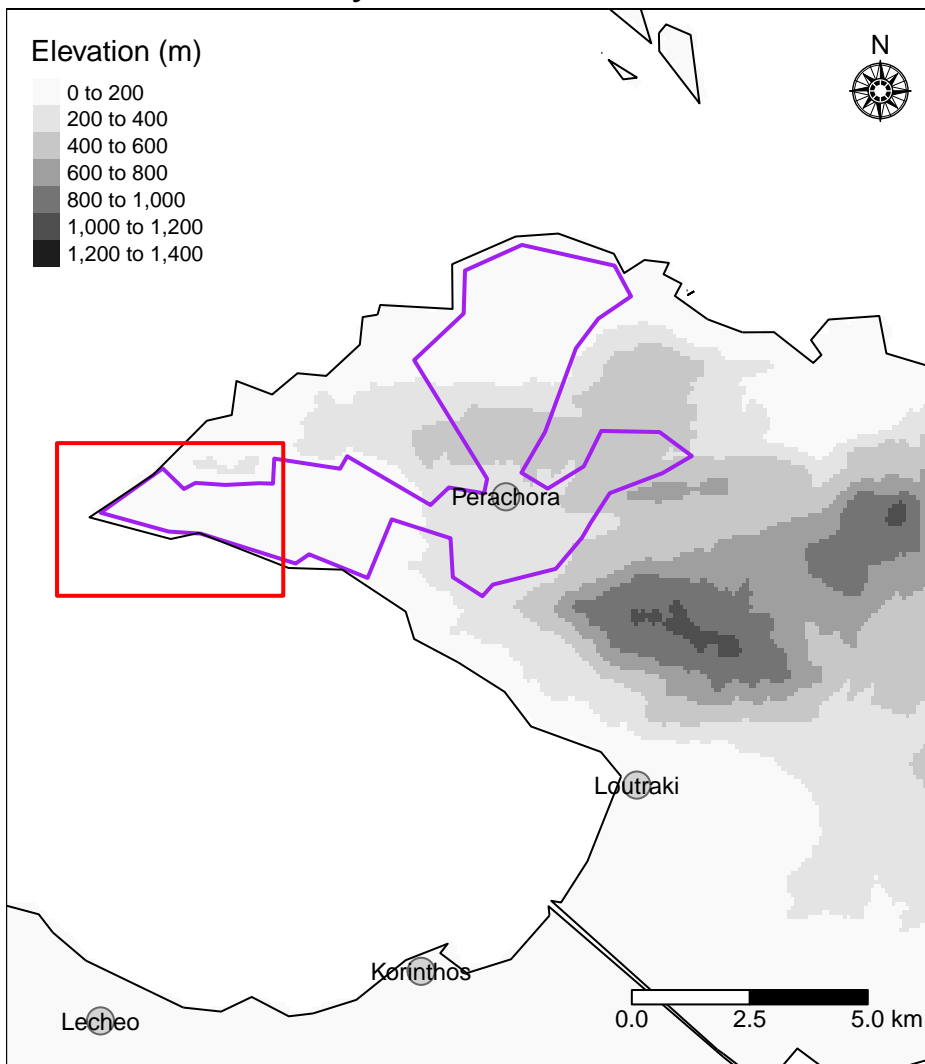 Elevation (m)
0 to 200
200 to 400
400 to 600
600 to 800
800 to 1,000
1,000 to 1,200
1,200 to 1,400
N
Perachora
Loutraki
Korinthos
Lecheo
0.0 2.5 5.0 km